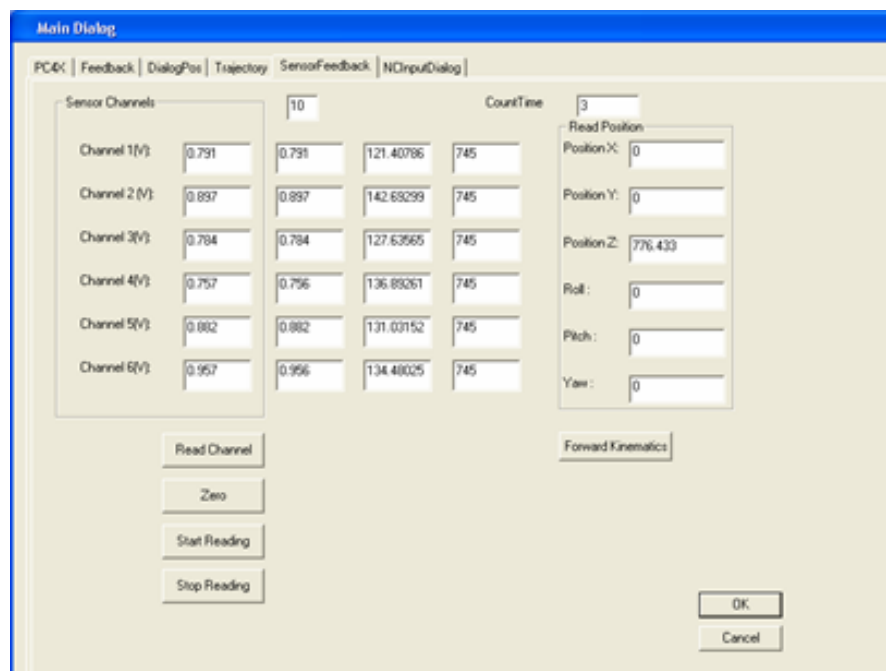 Main Dialog
PC4X Feedback DialogPos Trajectory SensorFeedback NCInputDialog
Sensor Channels 10 CountTime 3
Read Position
Channel 1(V): 0.791 0.791 121.40786 745 Position X: 0
Channel 2 (V): 0.897 0.897 142.69299 745 Position Y: 0
Channel 3(V): 0.784 0.784 127.63565 745 Position Z: 776.433
Channel 4(V): 0.757 0.756 136.89261 745 Roll : 0
Channel 5(V): 0.882 0.882 131.03152 745 Pitch : 0
Channel 6(V): 0.957 0.956 134.48025 745 Yaw : 0
Read Channel Forward Kinematics
Zero
Start Reading
Stop Reading
OK
Cancel